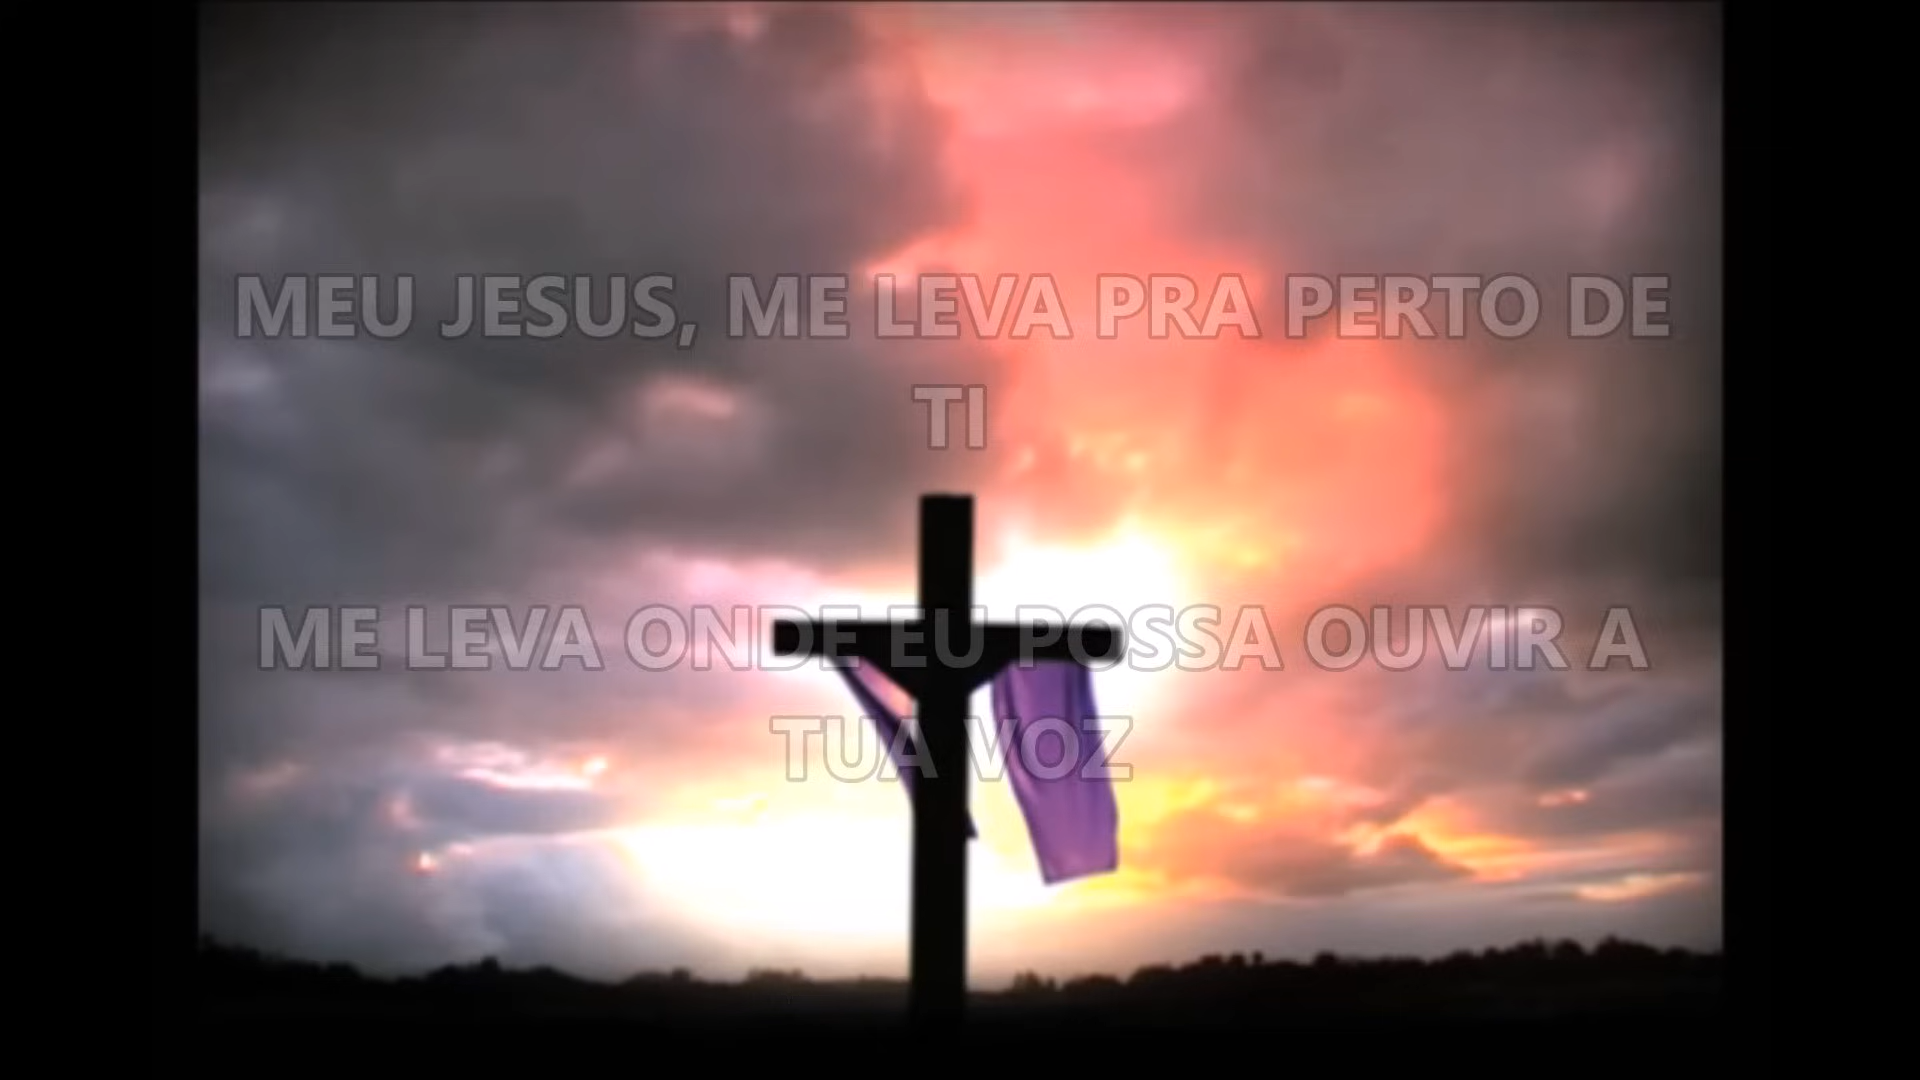 MEU JESUS, ME LEVA PRA PERTO DE
TI
ME LEVA ONDE EU POSSA OUVIR A
TUA VOZ